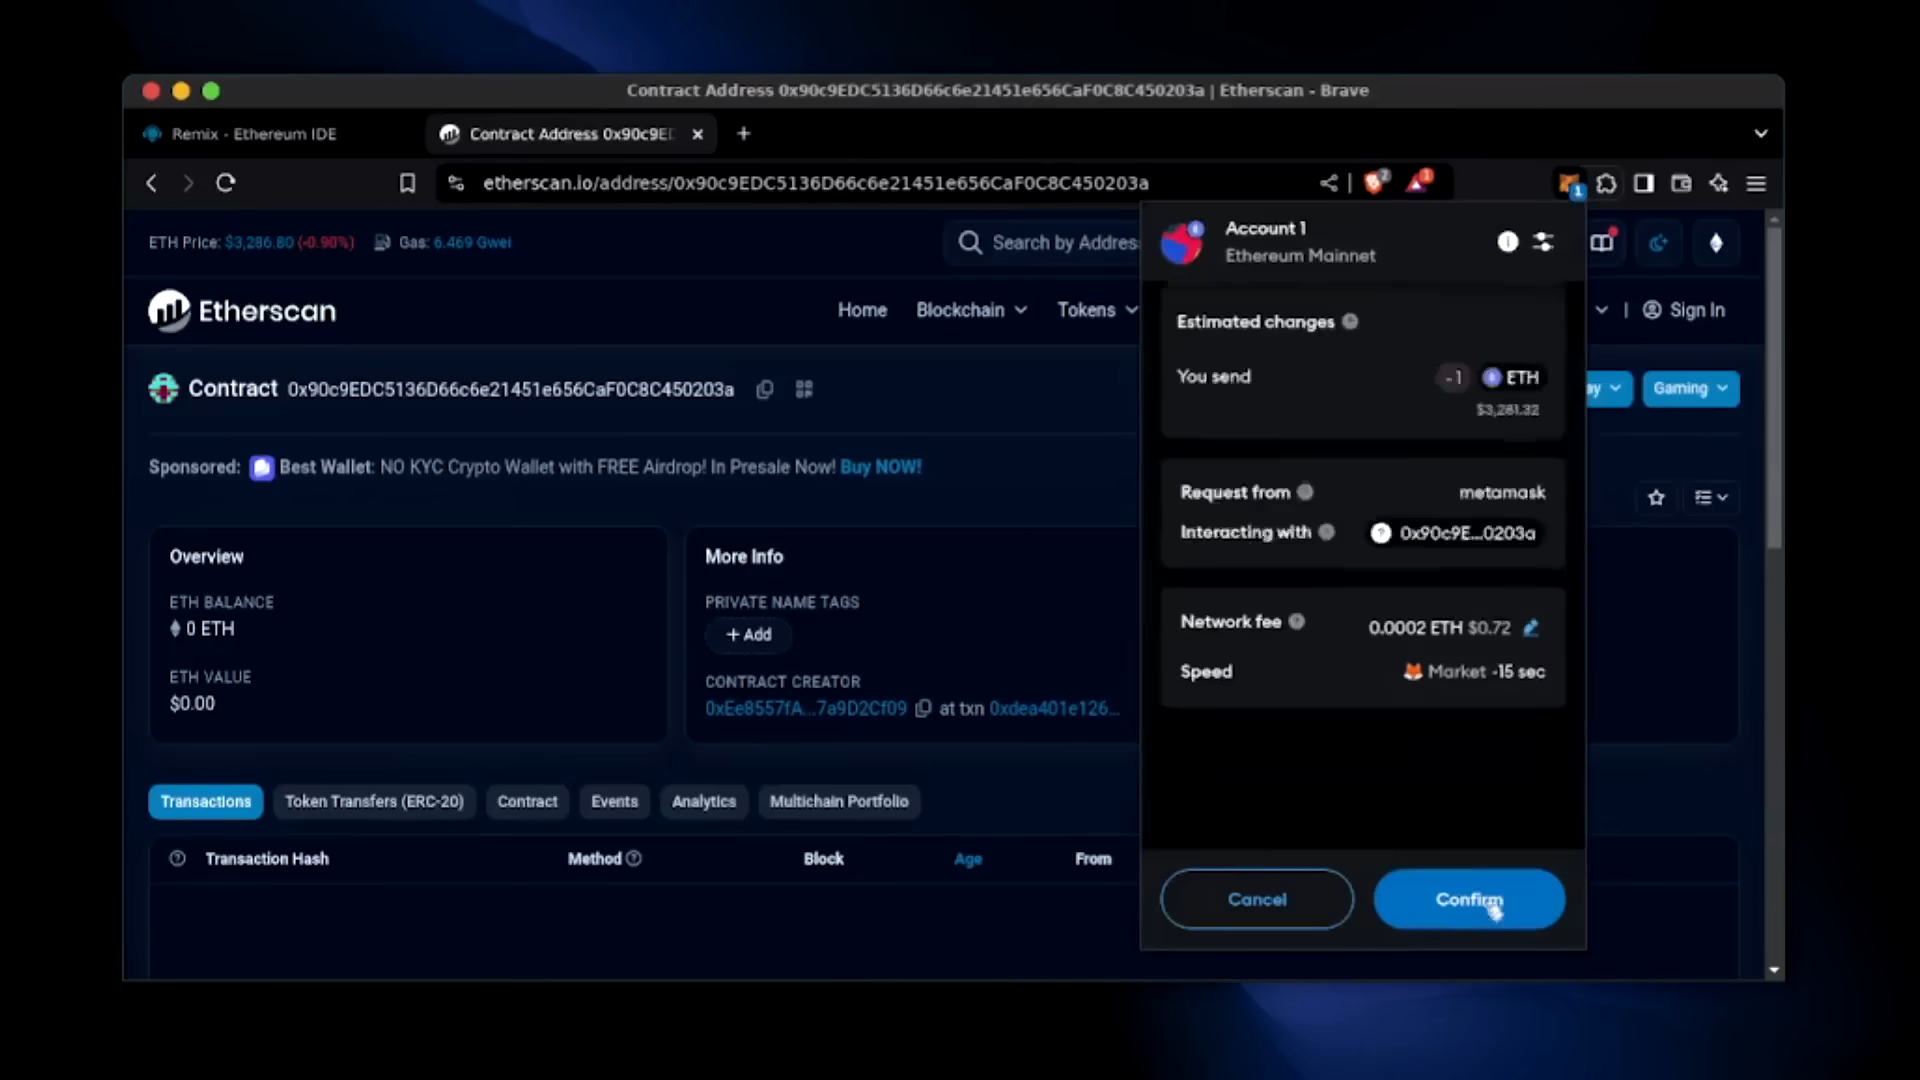 Contract Address 0x90c9EDC5136D66c6e21451e656CaF0C8C450203a | Etherscan - Brave
Remix - Ethereum IDE
Contract Address 0x90c9E
etherscan.io/address/0x90c9EDC5136D66c6e21451e656CaF0C8C450203a
2
1
1
ETH Price: $3,286.80 (-0.90%) Gas: 6.469 Gwei
Search by Addres
Account 1
Ethereum Mainnet
Etherscan
Home Blockchain Tokens
| Sign In
Estimated changes
You send -1 ETH
$3,281.32
Contract 0x90c9EDC5136D66c6e21451e656CaF0C8C450203a
ay Gaming
Sponsored: Best Wallet: NO KYC Crypto Wallet with FREE Airdrop! In Presale Now! Buy NOW!
Request from metamask
Interacting with ? 0x90c9E...0203a
Overview
ETH BALANCE
0 ETH
ETH VALUE
$0.00
More Info
PRIVATE NAME TAGS
+ Add
CONTRACT CREATOR
0xEe8557fA...7a9D2Cf09 at txn 0xdea401e126...
Network fee 0.0002 ETH $0.72
Speed Market ~15 sec
Transactions Token Transfers (ERC-20) Contract Events Analytics Multichain Portfolio
Transaction Hash Method Block Age From
Cancel Confirm